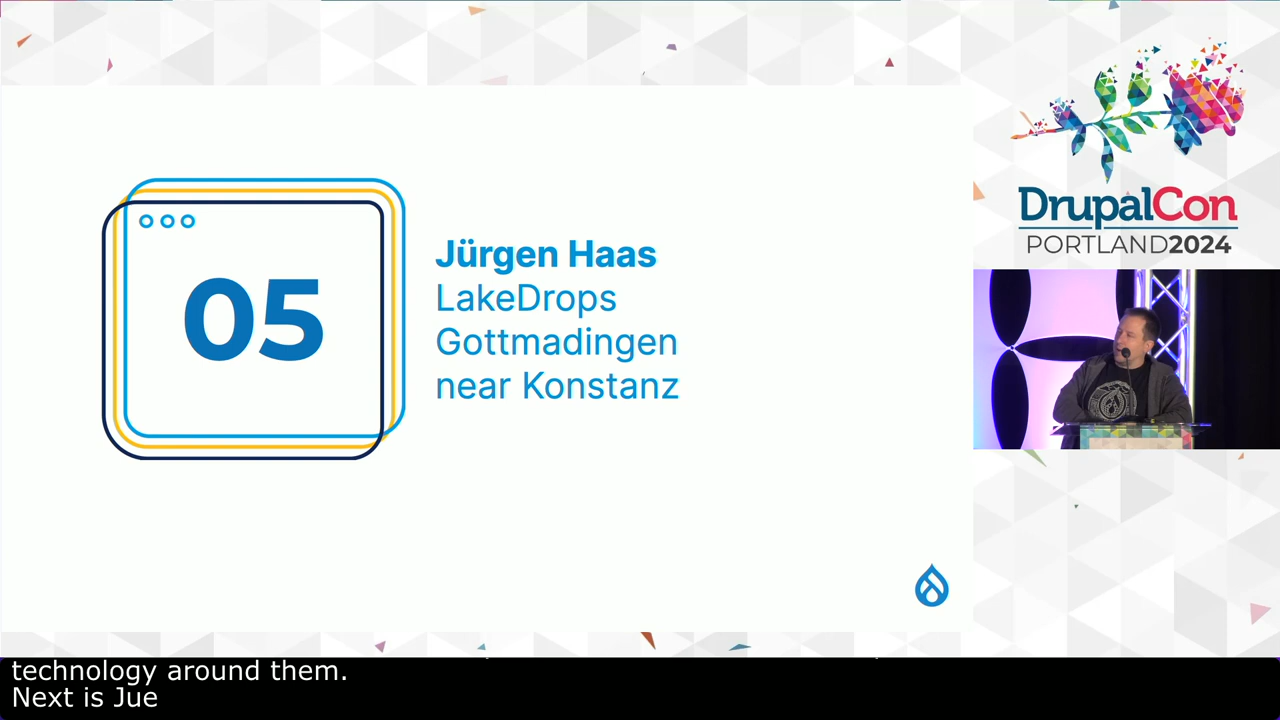 05
Jürgen Haas
LakeDrops
Gottmadingen
near Konstanz
DrupalCon
PORTLAND2024
technology around them.
Next is Jue